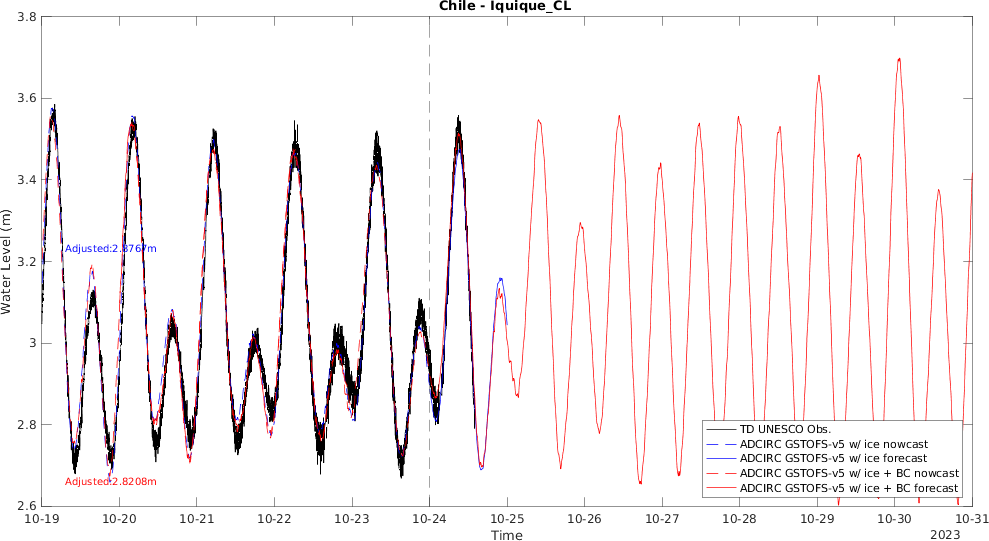 Chile - Iquique_CL
3.8
3.6
3.4
3.2
3
2.8
2.6
Water Level (m)
Adjusted:2.8767m
Adjusted:2.8208m
TD UNESCO Obs.
ADCIRC GSTOFS-v5 w/ ice nowcast
ADCIRC GSTOFS-v5 w/ ice forecast
ADCIRC GSTOFS-v5 w/ ice + BC nowcast
ADCIRC GSTOFS-v5 w/ ice + BC forecast
10-19 10-20 10-21 10-22 10-23 10-24 10-25 10-26 10-27 10-28 10-29 10-30 10-31
Time
2023